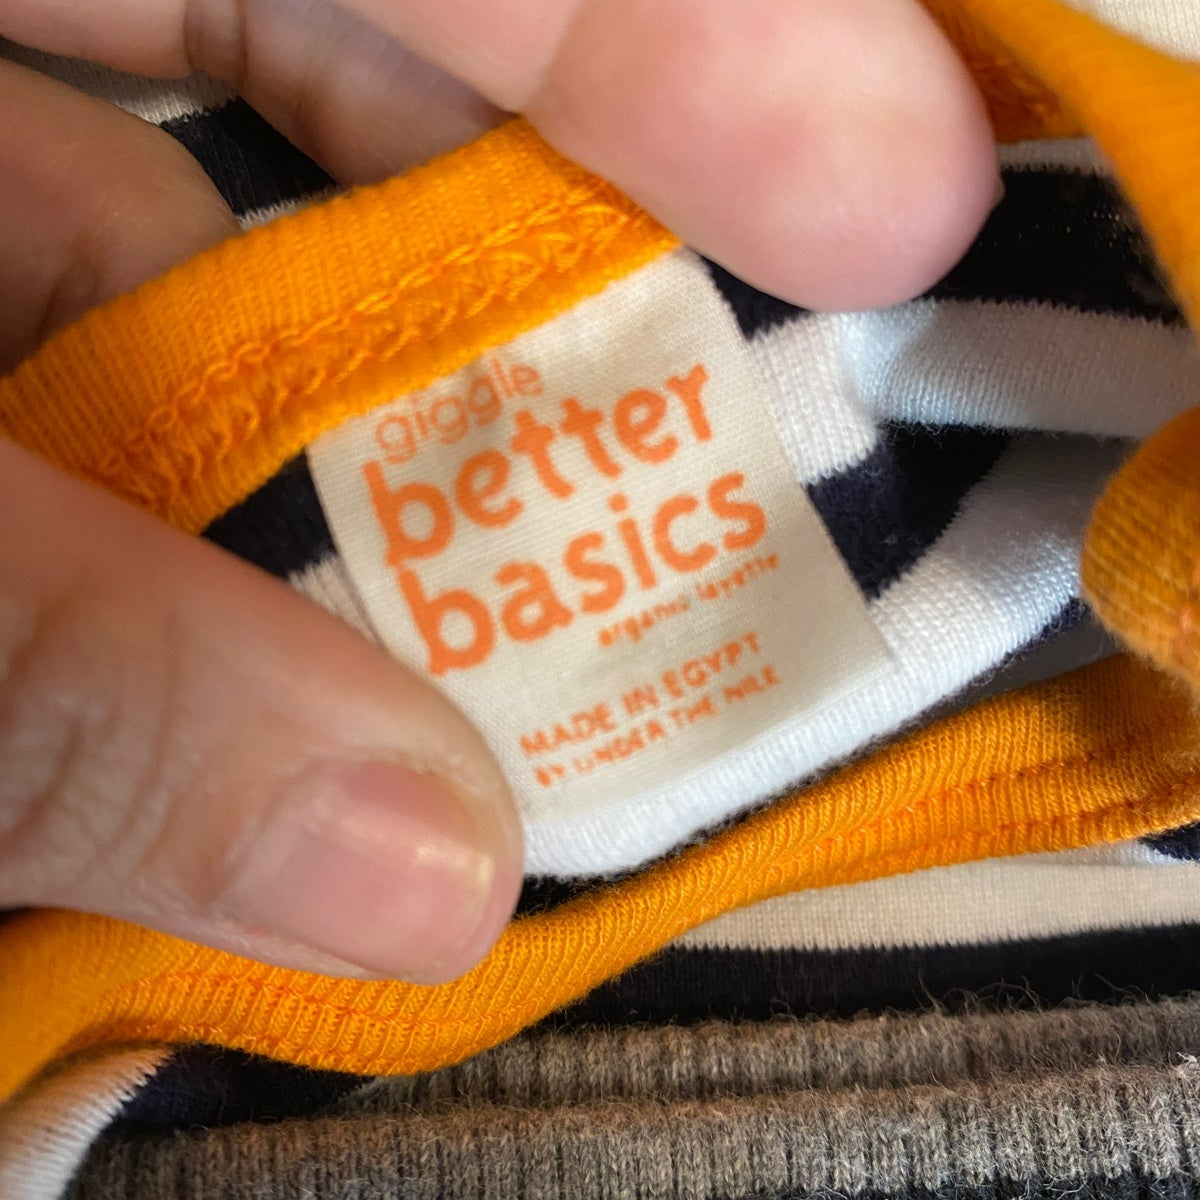 giggle
better
basics
organic layette
MADE IN EGYPT
BY UNDER THE NILE